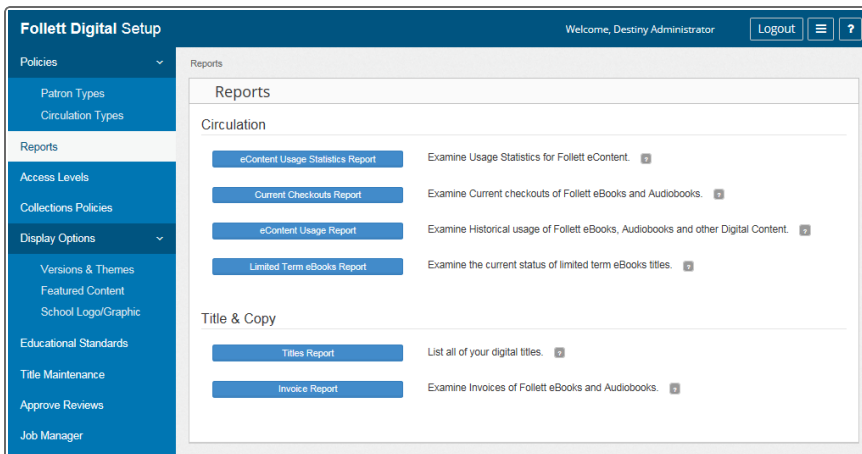 Follett Digital Setup
Welcome, Destiny Administrator
Logout
?
Policies
Patron Types
Circulation Types
Reports
Access Levels
Collections Policies
Display Options
Versions & Themes
Featured Content
School Logo/Graphic
Educational Standards
Title Maintenance
Approve Reviews
Job Manager
Reports
Reports
Circulation
eContent Usage Statistics Report Examine Usage Statistics for Follett eContent. ?
Current Checkouts Report Examine Current checkouts of Follett eBooks and Audiobooks. ?
eContent Usage Report Examine Historical usage of Follett eBooks, Audiobooks and other Digital Content. ?
Limited Term eBooks Report Examine the current status of limited term eBooks titles. ?
Title & Copy
Titles Report List all of your digital titles. ?
Invoice Report Examine Invoices of Follett eBooks and Audiobooks. ?